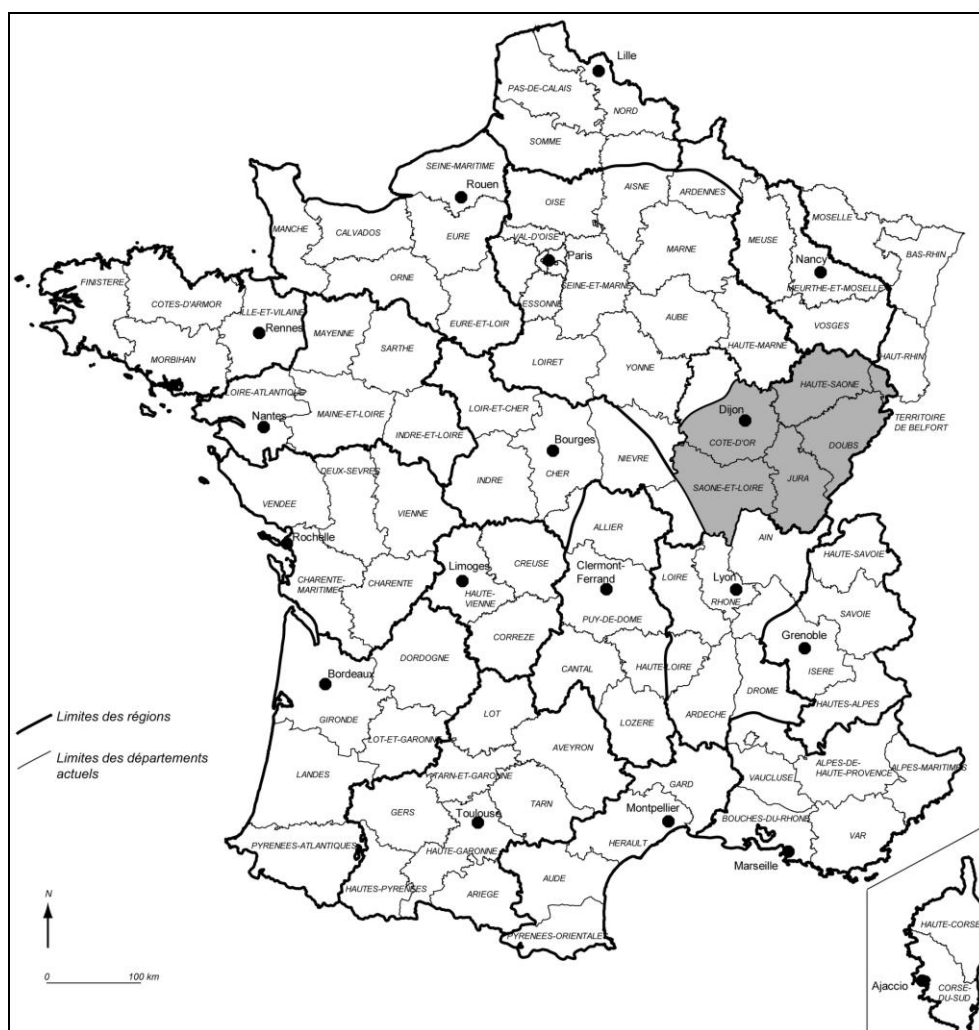 Lille
PAS-DE-CALAIS
NORD
SOMME
SEINE-MARITIME
Rouen
OISE
AISNE
ARDENNES
MANCHE
CALVADOS
EURE
VAL-D'OISE
Paris
MARNE
MEUSE
MOSELLE
BAS-RHIN
Nancy
MEURTHE-ET-MOSELLE
FINISTERE
COTES-D'ARMOR
ILLE-ET-VILAINE
Rennes
MORBIHAN
ORNE
EURE-ET-LOIR
ESSONNE
SEINE-ET-MARNE
AUBE
VOSGES
HAUTE-MARNE
HAUT-RHIN
MAYENNE
SARTHE
LOIRET
YONNE
HAUTE-SAONE
LOIRE-ATLANTIQUE
Nantes
MAINE-ET-LOIRE
INDRE-ET-LOIRE
LOIR-ET-CHER
Bourges
CHER
NIEVRE
Dijon
COTE-D'OR
DOUBS
TERRITOIRE
DE BELFORT
VENDEE
DEUX-SEVRES
VIENNE
INDRE
SAONE-ET-LOIRE
JURA
Rochelle
CHARENTE-
MARITIME
CHARENTE
Limoges
HAUTE-
VIENNE
CREUSE
ALLIER
Clermont-
Ferrand
PUY-DE-DOME
LOIRE
Lyon
RHONE
AIN
HAUTE-SAVOIE
SAVOIE
CORREZE
DORDOGNE
Bordeaux
GIRONDE
CANTAL
HAUTE-LOIRE
ARDECHE
DROME
Grenoble
ISERE
HAUTES-ALPES
LOT
LOT-ET-GARONNE
AVEYRON
LOZERE
Limites des régions
Limites des départements
actuels
LANDES
TARN-ET-GARONNE
GERS
Toulouse
TARN
GARD
Montpellier
HERAULT
VAUCLUSE
ALPES-DE-
HAUTE-PROVENCE
ALPES-MARITIMES
BOUCHES-DU-RHONE
VAR
Marseille
PYRENEES-ATLANTIQUES
HAUTES-PYRENEES
HAUTE-GARONNE
ARIEGE
AUDE
PYRENEES-ORIENTALES
N
0 100 km
HAUTE-CORSE
Ajaccio
CORSE-
DU-SUD